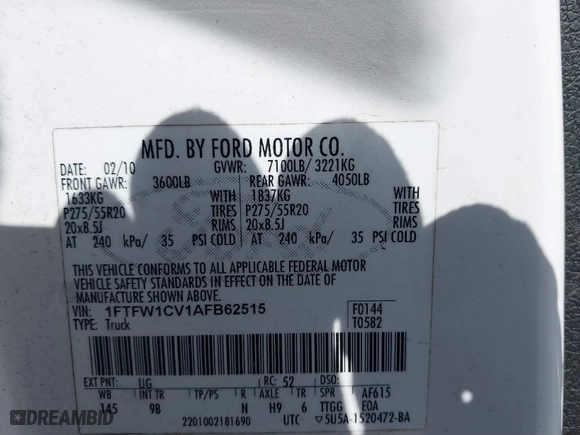 MFD. BY FORD MOTOR CO.
DATE: 02/10 GVWR: 7100LB/ 3221KG
FRONT GAWR: 3600LB REAR GAWR: 4050LB
1633KG WITH 1837KG WITH
P275/55R20 TIRES P275/55R20 TIRES
20x8.5J RIMS 20x8.5J RIMS
AT 240 kPa/ 35 PSI COLD AT 240 kPa/ 35 PSI COLD
THIS VEHICLE CONFORMS TO ALL APPLICABLE FEDERAL MOTOR
VEHICLE SAFETY STANDARDS IN EFFECT ON THE DATE OF
MANUFACTURE SHOWN ABOVE.
VIN: 1FTFW1CV1AFB62515 F0144
TYPE: Truck T0582
EXT PNT: UG RC: 52 DSO:
WB INT TR TP/PS R AXLE TR SPR AF615
145 9B N H9 6 TTGG E0A
2201002181690 UTC ▽5U5A-1520472-BA
DREAMBID